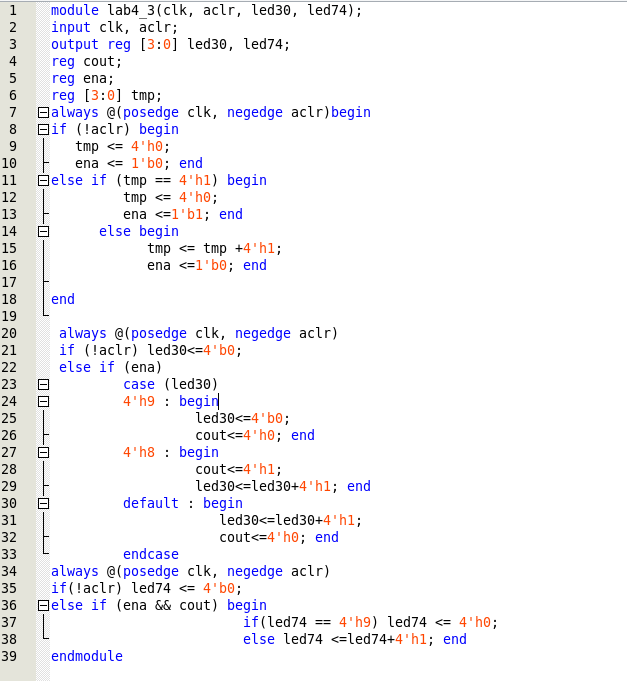 1 module lab4_3(clk, aclr, led30, led74);
2 input clk, aclr;
3 output reg [3:0] led30, led74;
4 reg cout;
5 reg ena;
6 reg [3:0] tmp;
7 always @(posedge clk, negedge aclr)begin
8 if (!aclr) begin
9 tmp <= 4'h0;
10 ena <= 1'b0; end
11 else if (tmp == 4'h1) begin
12 tmp <= 4'h0;
13 ena <=1'b1; end
14 else begin
15 tmp <= tmp +4'h1;
16 ena <=1'b0; end
17
18 end
19
20 always @(posedge clk, negedge aclr)
21 if (!aclr) led30<=4'b0;
22 else if (ena)
23 case (led30)
24 4'h9 : begin
25 led30<=4'b0;
26 cout<=4'h0; end
27 4'h8 : begin
28 cout<=4'h1;
29 led30<=led30+4'h1; end
30 default : begin
31 led30<=led30+4'h1;
32 cout<=4'h0; end
33 endcase
34 always @(posedge clk, negedge aclr)
35 if(!aclr) led74 <= 4'b0;
36 else if (ena && cout) begin
37 if(led74 == 4'h9) led74 <= 4'h0;
38 else led74 <=led74+4'h1; end
39 endmodule